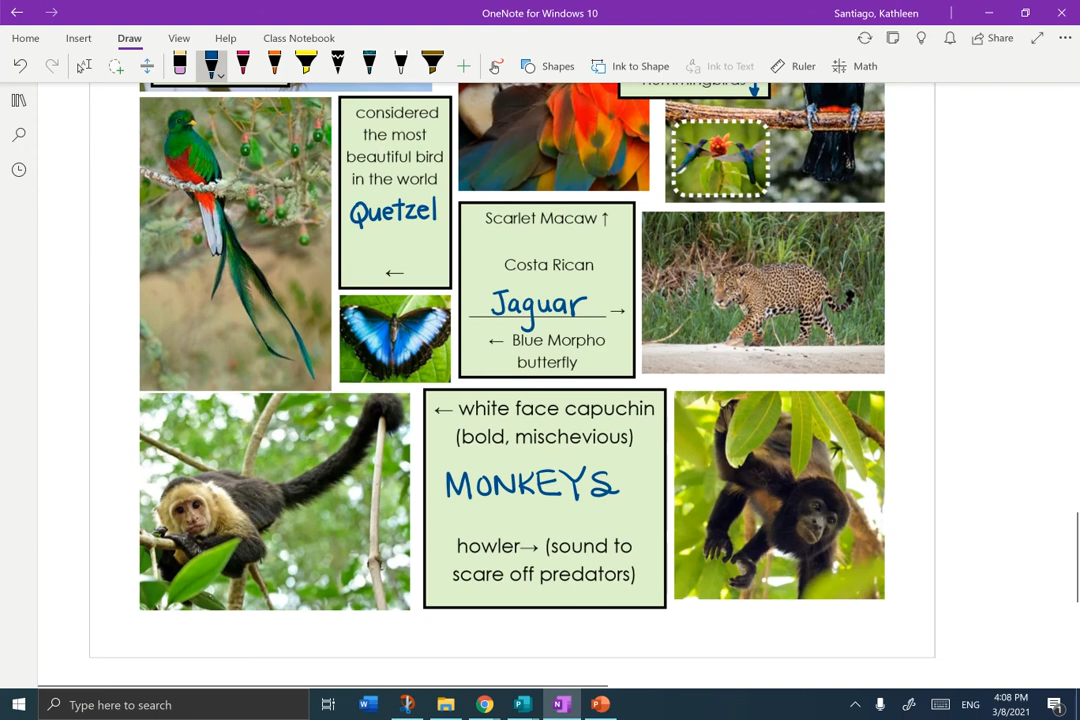 OneNote for Windows 10
Santiago, Kathleen
Home Insert Draw View Help Class Notebook
Share
Shapes Ink to Shape Ink to Text Ruler Math
considered
the most
beautiful bird
in the world
Quetzel
←
hummingbirds
Scarlet Macaw ↑
Costa Rican
Jaguar →
← Blue Morpho
butterfly
← white face capuchin
(bold, mischevious)
MONKEYS
howler→ (sound to
scare off predators)
Type here to search
ENG
4:08 PM
3/8/2021